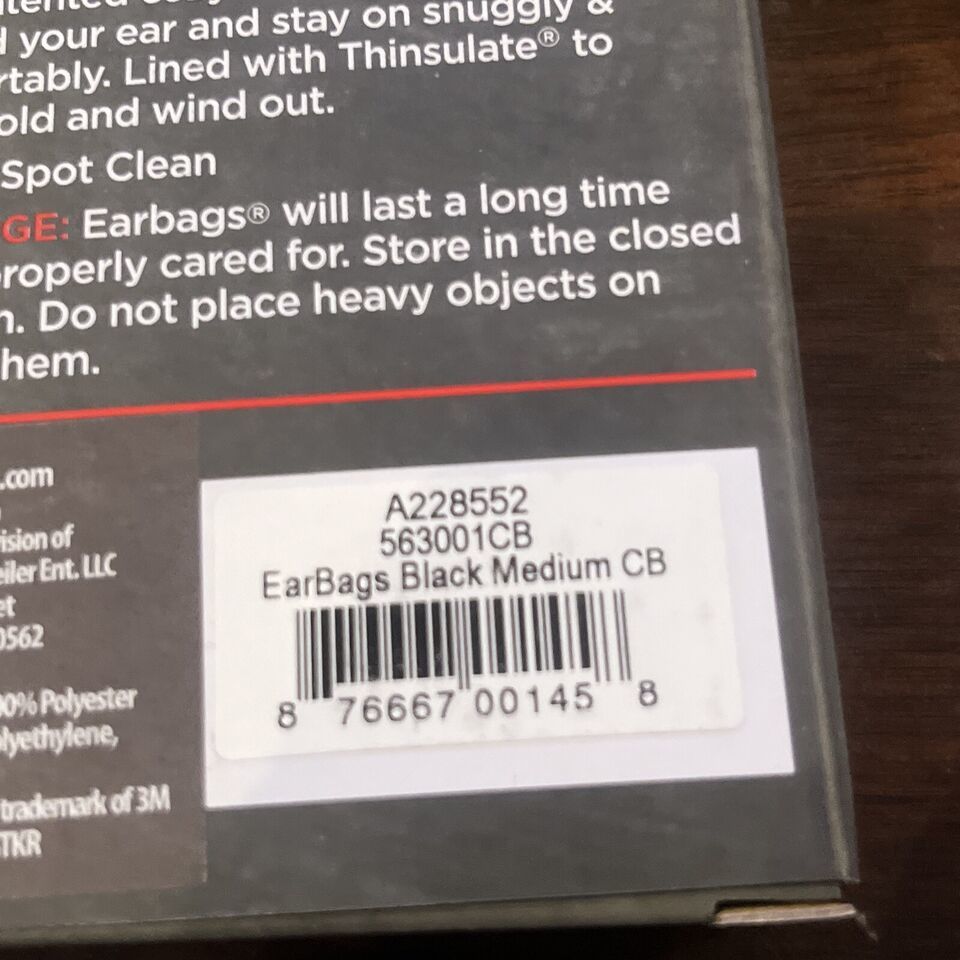 d your ear and stay on snuggly &
rtably. Lined with Thinsulate® to
old and wind out.
Spot Clean
GE: Earbags® will last a long time
roperly cared for. Store in the closed
n. Do not place heavy objects on
hem.
.com
ision of
eiler Ent. LLC
et
0562
00% Polyester
lyethylene,
trademark of 3M
TKR
A228552
563001CB
EarBags Black Medium CB
8 76667 00145 8